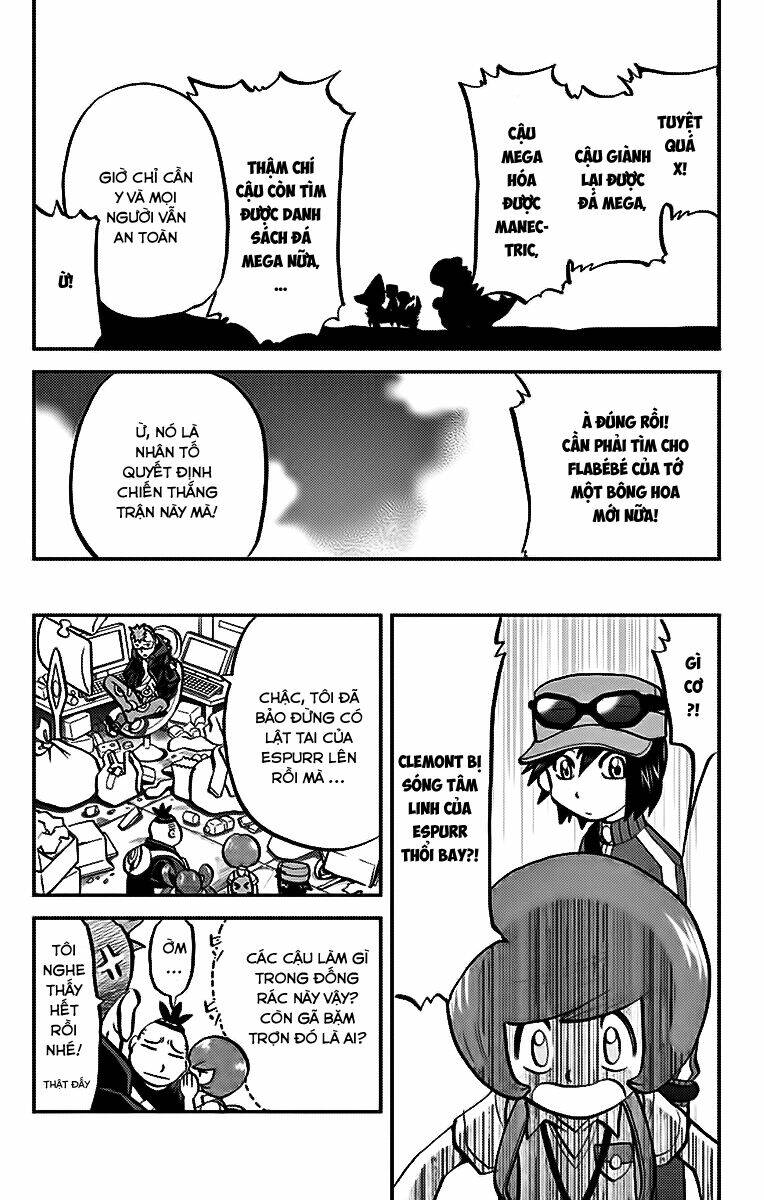 TUYỆT
QUÁ
X!
CẬU GIÀNH
LẠI ĐƯỢC
ĐÁ MEGA,
CẬU
MEGA
HÓA
ĐƯỢC
MANEC-
TRIC,
THẬM CHÍ
CẬU CÒN TÌM
ĐƯỢC DANH
SÁCH ĐÁ
MEGA NỮA,
...
GIỜ CHỈ CẦN
Y VÀ MỌI
NGƯỜI VẪN
AN TOÀN
Ừ!
À ĐÚNG RỒI!
CẦN PHẢI TÌM CHO
FLABÉBÉ CỦA TỚ
MỘT BÔNG HOA
MỚI NỮA!
Ừ, NÓ LÀ
NHÂN TỐ
QUYẾT ĐỊNH
CHIẾN THẮNG
TRẬN NÀY MÀ!
GÌ
CƠ
?!
CLEMONT BỊ
SÓNG TÂM
LINH CỦA
ESPURR
THỔI BAY?!
CHẬC, TÔI ĐÃ
BẢO ĐỪNG CÓ
LẬT TAI CỦA
ESPURR LÊN
RỒI MÀ ...
CÁC CẬU LÀM GÌ
TRONG ĐỐNG
RÁC NÀY VẬY?
CÒN GÃ BẶM
TRỢN ĐÓ LÀ AI?
ỜM
...
TÔI
NGHE
THẤY
HẾT
RỒI
NHÉ!
THẬT ĐẤY